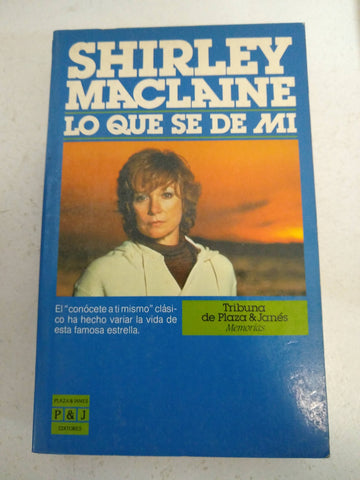 SHIRLEY
MACLAINE
LO QUE SE DE MI
El "conócete a ti mismo" clási-
co ha hecho variar la vida de
esta famosa estrella.
Tribuna
de Plaza & Janés
Memorias
PLAZA & JANES
P & J
EDITORES